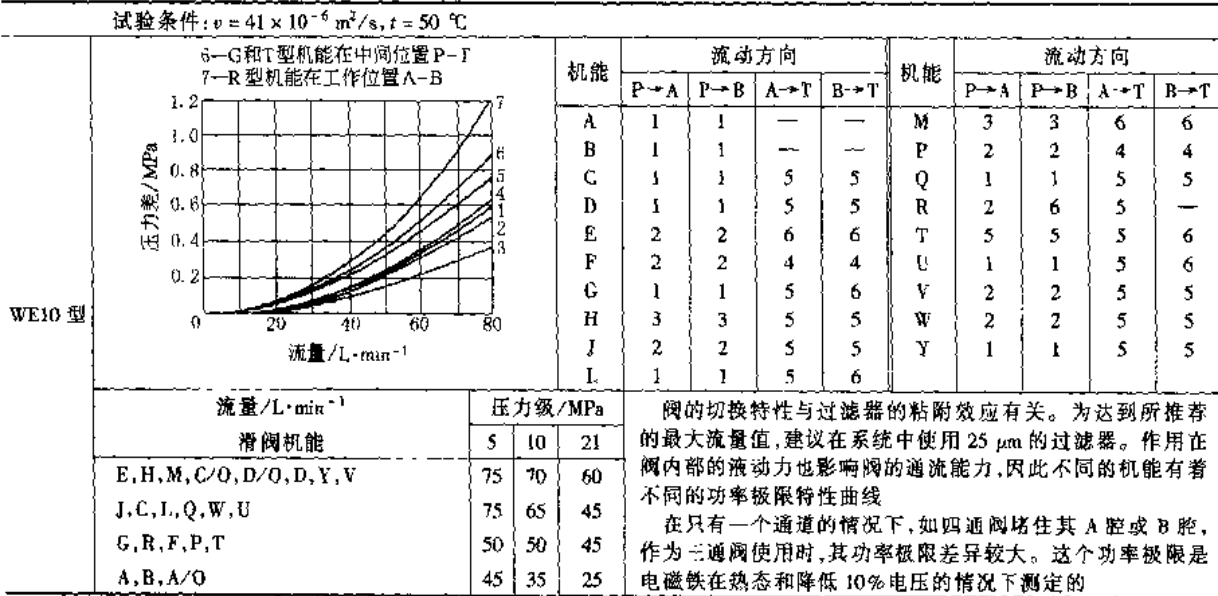 试验条件:υ=41×10⁻⁶ m²/s,t=50 ℃
WE10 型
6—G和T型机能在中间位置P-T
7—R型机能在工作位置A-B
压力差/MPa
1.2
1.0
0.8
0.6
0.4
0.2
0 20 40 60 80
7
6
5
4
1
2
3
流量/L·min⁻¹
机能 流动方向 机能 流动方向
P→A P→B A→T B→T P→A P→B A→T B→T
A 1 1 — — M 3 3 6 6
B 1 1 — — P 2 2 4 4
C 1 1 5 5 Q 1 1 5 5
D 1 1 5 5 R 2 6 5 —
E 2 2 6 6 T 5 5 5 6
F 2 2 4 4 U 1 1 5 6
G 1 1 5 6 V 2 2 5 5
H 3 3 5 5 W 2 2 5 5
J 2 2 5 5 Y 1 1 5 5
L 1 1 5 6
流量/L·min⁻¹ 压力级/MPa
滑阀机能 5 10 21
E,H,M,C/O,D/O,D,Y,V 75 70 60
J,C,L,Q,W,U 75 65 45
G,R,F,P,T 50 50 45
A,B,A/O 45 35 25
阀的切换特性与过滤器的粘附效应有关。为达到所推荐
的最大流量值,建议在系统中使用 25 μm 的过滤器。作用在
阀内部的液动力也影响阀的通流能力,因此不同的机能有着
不同的功率极限特性曲线
在只有一个通道的情况下,如四通阀堵住其 A 腔或 B 腔,
作为三通阀使用时,其功率极限差异较大。这个功率极限是
电磁铁在热态和降低 10%电压的情况下测定的